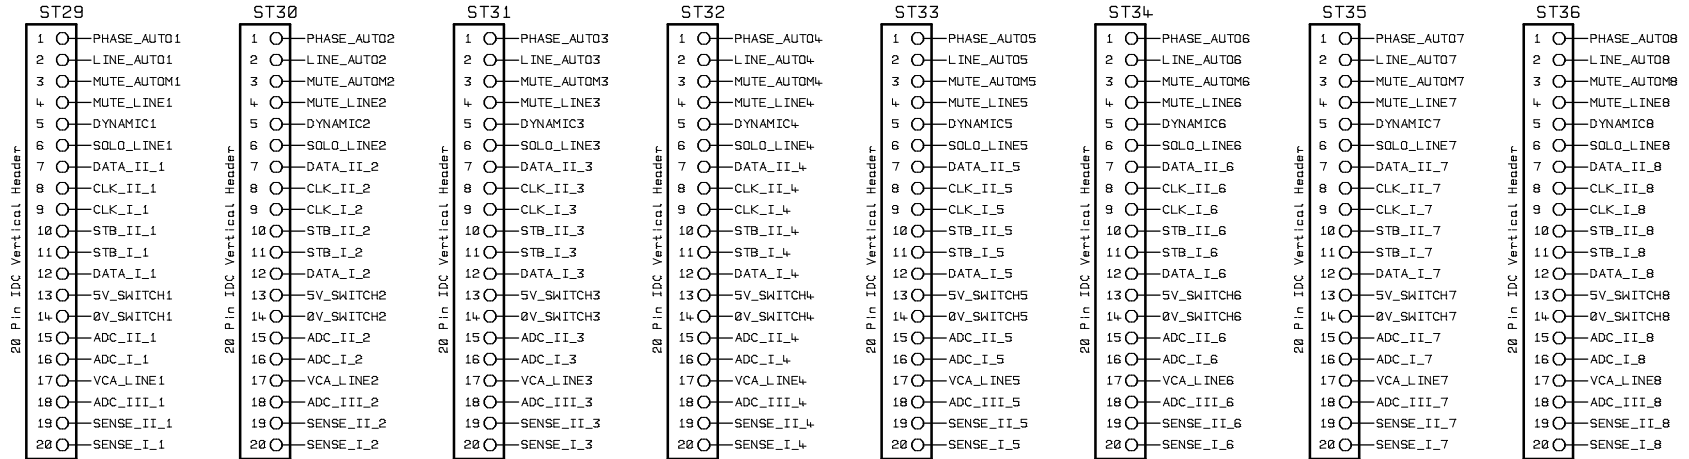 ST29 ST30 ST31 ST32 ST33 ST34 ST35 ST36
1 PHASE_AUTO1 1 PHASE_AUTO2 1 PHASE_AUTO3 1 PHASE_AUTO4 1 PHASE_AUTO5 1 PHASE_AUTO6 1 PHASE_AUTO7 1 PHASE_AUTO8
2 LINE_AUTO1 2 LINE_AUTO2 2 LINE_AUTO3 2 LINE_AUTO4 2 LINE_AUTO5 2 LINE_AUTO6 2 LINE_AUTO7 2 LINE_AUTO8
3 MUTE_AUTOM1 3 MUTE_AUTOM2 3 MUTE_AUTOM3 3 MUTE_AUTOM4 3 MUTE_AUTOM5 3 MUTE_AUTOM6 3 MUTE_AUTOM7 3 MUTE_AUTOM8
4 MUTE_LINE1 4 MUTE_LINE2 4 MUTE_LINE3 4 MUTE_LINE4 4 MUTE_LINE5 4 MUTE_LINE6 4 MUTE_LINE7 4 MUTE_LINE8
5 DYNAMIC1 5 DYNAMIC2 5 DYNAMIC3 5 DYNAMIC4 5 DYNAMIC5 5 DYNAMIC6 5 DYNAMIC7 5 DYNAMIC8
6 SOLO_LINE1 6 SOLO_LINE2 6 SOLO_LINE3 6 SOLO_LINE4 6 SOLO_LINE5 6 SOLO_LINE6 6 SOLO_LINE7 6 SOLO_LINE8
7 DATA_II_1 7 DATA_II_2 7 DATA_II_3 7 DATA_II_4 7 DATA_II_5 7 DATA_II_6 7 DATA_II_7 7 DATA_II_8
8 CLK_II_1 8 CLK_II_2 8 CLK_II_3 8 CLK_II_4 8 CLK_II_5 8 CLK_II_6 8 CLK_II_7 8 CLK_II_8
9 CLK_I_1 9 CLK_I_2 9 CLK_I_3 9 CLK_I_4 9 CLK_I_5 9 CLK_I_6 9 CLK_I_7 9 CLK_I_8
10 STB_II_1 10 STB_II_2 10 STB_II_3 10 STB_II_4 10 STB_II_5 10 STB_II_6 10 STB_II_7 10 STB_II_8
11 STB_I_1 11 STB_I_2 11 STB_I_3 11 STB_I_4 11 STB_I_5 11 STB_I_6 11 STB_I_7 11 STB_I_8
12 DATA_I_1 12 DATA_I_2 12 DATA_I_3 12 DATA_I_4 12 DATA_I_5 12 DATA_I_6 12 DATA_I_7 12 DATA_I_8
13 5V_SWITCH1 13 5V_SWITCH2 13 5V_SWITCH3 13 5V_SWITCH4 13 5V_SWITCH5 13 5V_SWITCH6 13 5V_SWITCH7 13 5V_SWITCH8
14 0V_SWITCH1 14 0V_SWITCH2 14 0V_SWITCH3 14 0V_SWITCH4 14 0V_SWITCH5 14 0V_SWITCH6 14 0V_SWITCH7 14 0V_SWITCH8
15 ADC_II_1 15 ADC_II_2 15 ADC_II_3 15 ADC_II_4 15 ADC_II_5 15 ADC_II_6 15 ADC_II_7 15 ADC_II_8
16 ADC_I_1 16 ADC_I_2 16 ADC_I_3 16 ADC_I_4 16 ADC_I_5 16 ADC_I_6 16 ADC_I_7 16 ADC_I_8
17 VCA_LINE1 17 VCA_LINE2 17 VCA_LINE3 17 VCA_LINE4 17 VCA_LINE5 17 VCA_LINE6 17 VCA_LINE7 17 VCA_LINE8
18 ADC_III_1 18 ADC_III_2 18 ADC_III_3 18 ADC_III_4 18 ADC_III_5 18 ADC_III_6 18 ADC_III_7 18 ADC_III_8
19 SENSE_II_1 19 SENSE_II_2 19 SENSE_II_3 19 SENSE_II_4 19 SENSE_II_5 19 SENSE_II_6 19 SENSE_II_7 19 SENSE_II_8
20 SENSE_I_1 20 SENSE_I_2 20 SENSE_I_3 20 SENSE_I_4 20 SENSE_I_5 20 SENSE_I_6 20 SENSE_I_7 20 SENSE_I_8
20 Pin IDC Vertical Header
20 Pin IDC Vertical Header
20 Pin IDC Vertical Header
20 Pin IDC Vertical Header
20 Pin IDC Vertical Header
20 Pin IDC Vertical Header
20 Pin IDC Vertical Header
20 Pin IDC Vertical Header